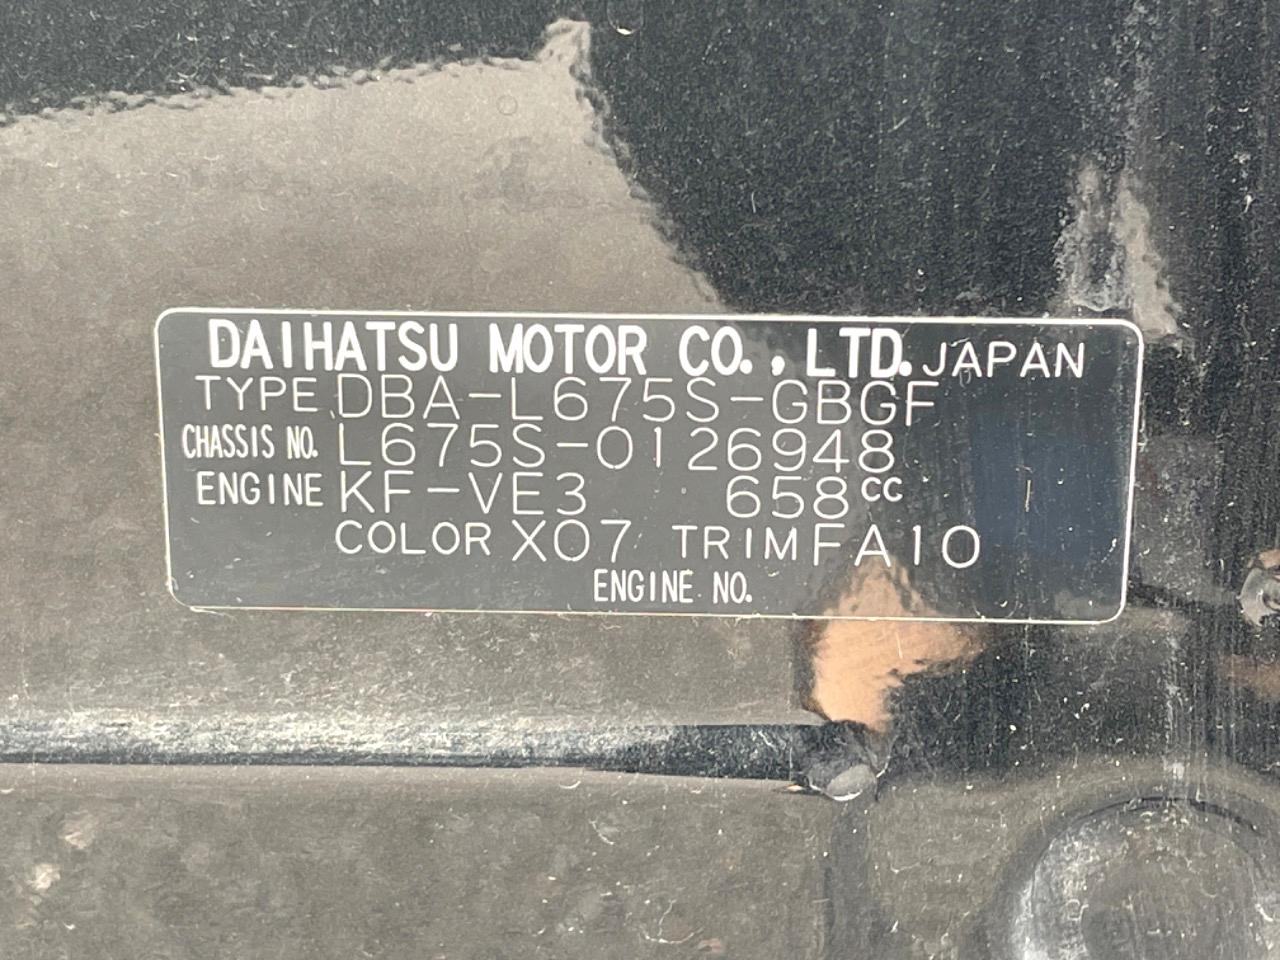 DAIHATSU MOTOR CO., LTD. JAPAN
TYPE DBA-L675S-GBGF
CHASSIS NO. L675S-0126948
ENGINE KF-VE3 658cc
COLOR X07 TRIM FA10
ENGINE NO.